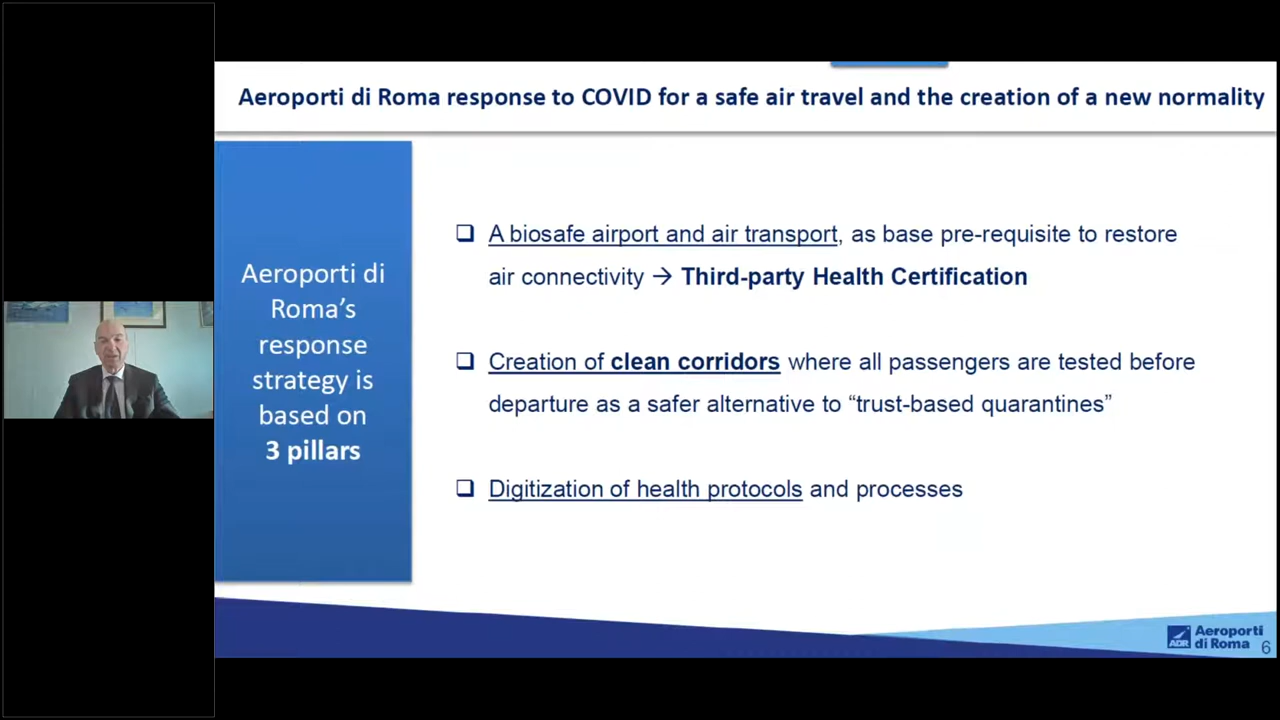 Aeroporti di Roma response to COVID for a safe air travel and the creation of a new normality
Aeroporti di
Roma’s
response
strategy is
based on
3 pillars
❑ A biosafe airport and air transport, as base pre-requisite to restore
air connectivity → Third-party Health Certification
❑ Creation of clean corridors where all passengers are tested before
departure as a safer alternative to “trust-based quarantines”
❑ Digitization of health protocols and processes
ADR
Aeroporti
di Roma
6